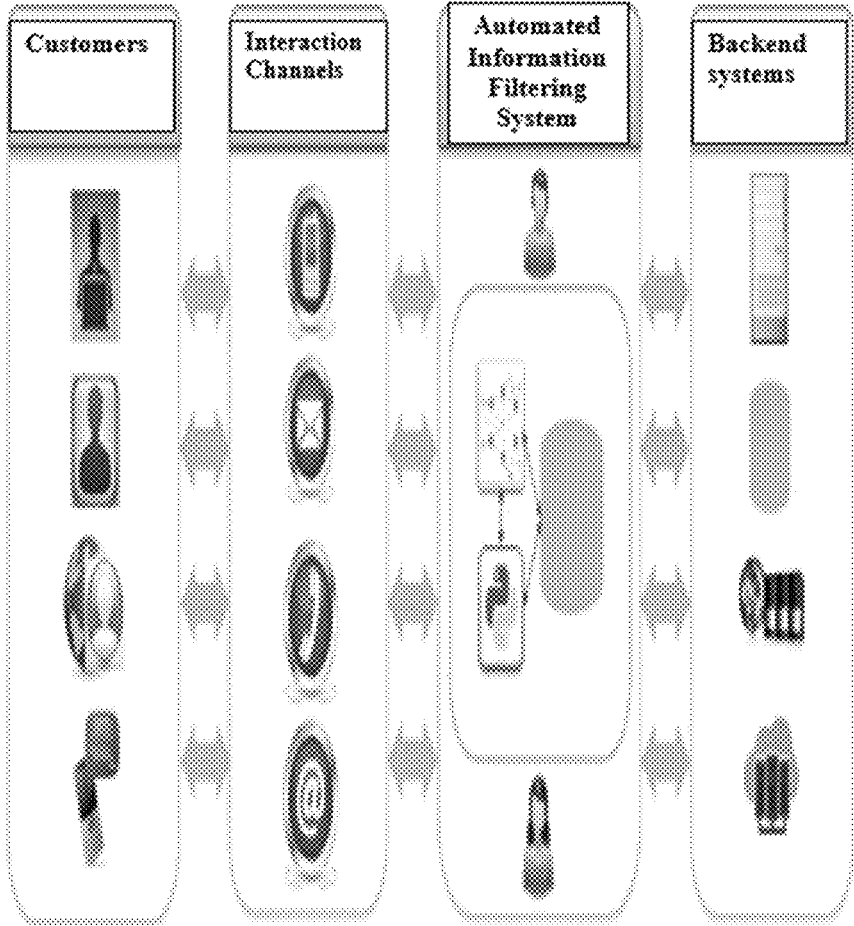 Customers
Interaction
Channels
Automated
Information
Filtering
System
Backend
systems